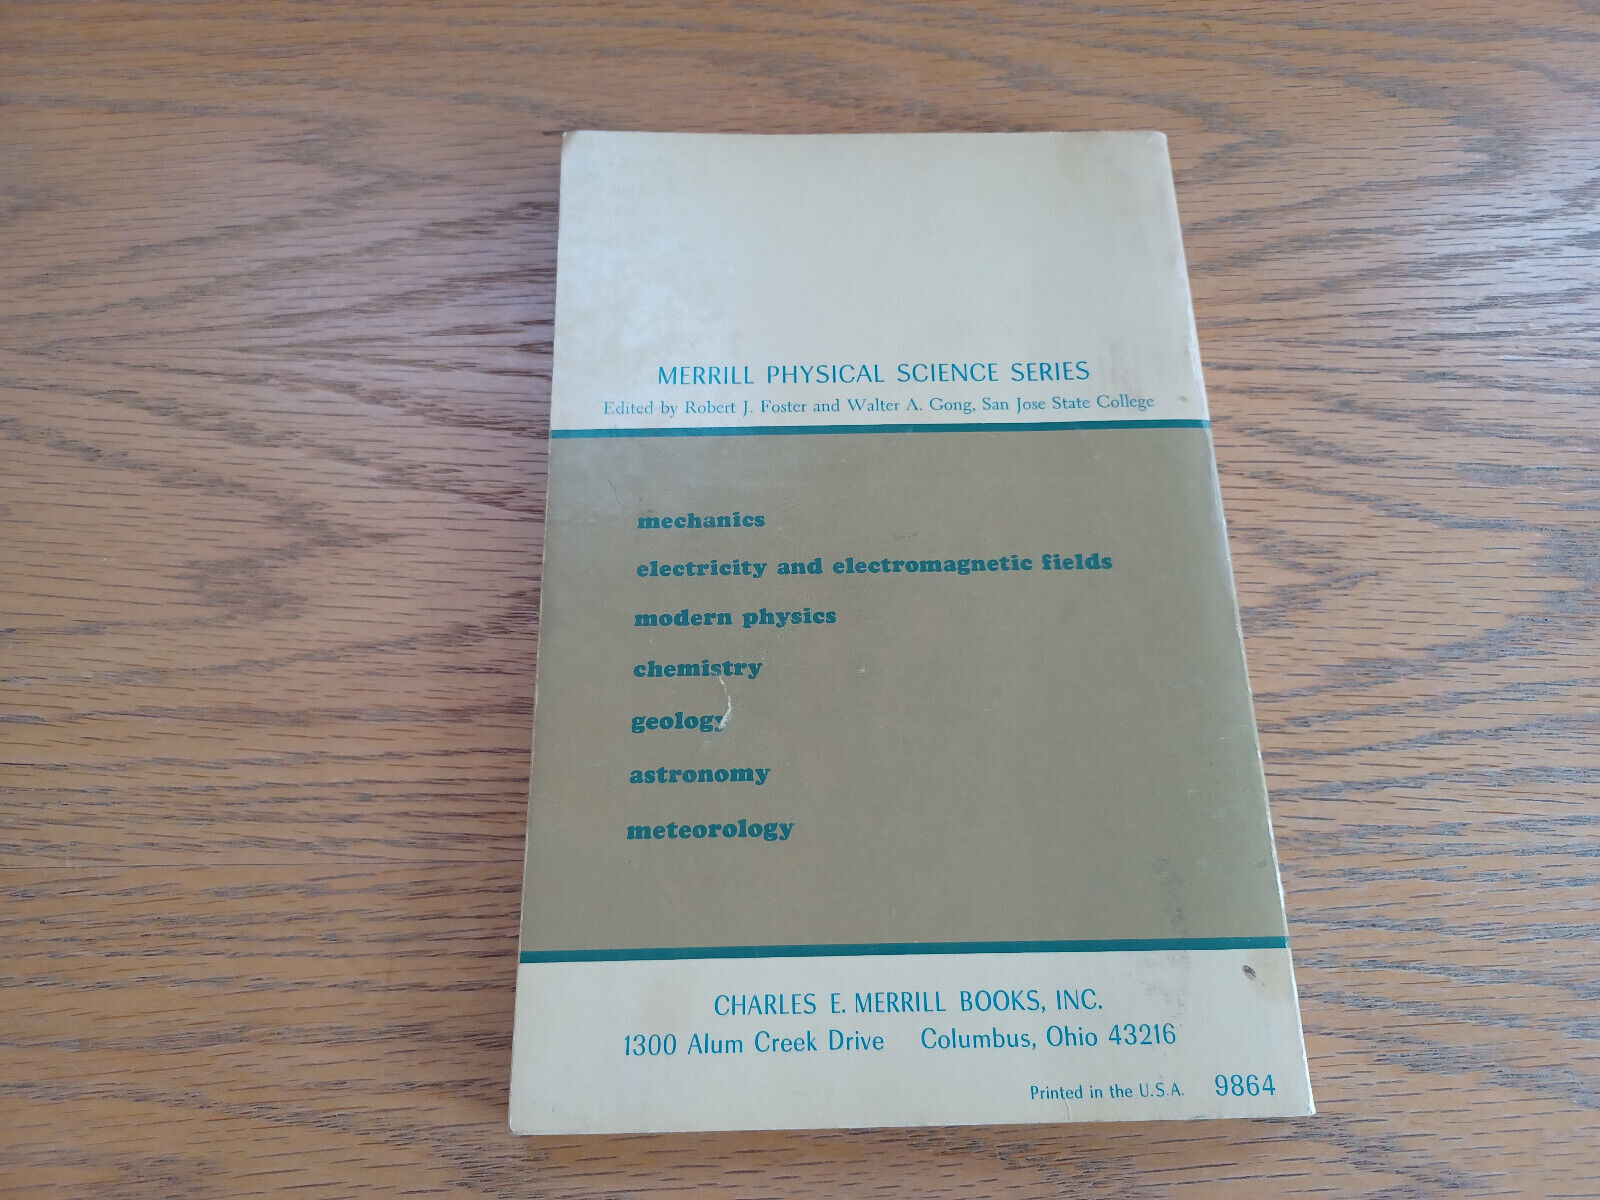 MERRILL PHYSICAL SCIENCE SERIES
Edited by Robert J. Foster and Walter A. Gong, San Jose State College
mechanics
electricity and electromagnetic fields
modern physics
chemistry
geology
astronomy
meteorology
CHARLES E. MERRILL BOOKS, INC.
1300 Alum Creek Drive Columbus, Ohio 43216
Printed in the U.S.A. 9864